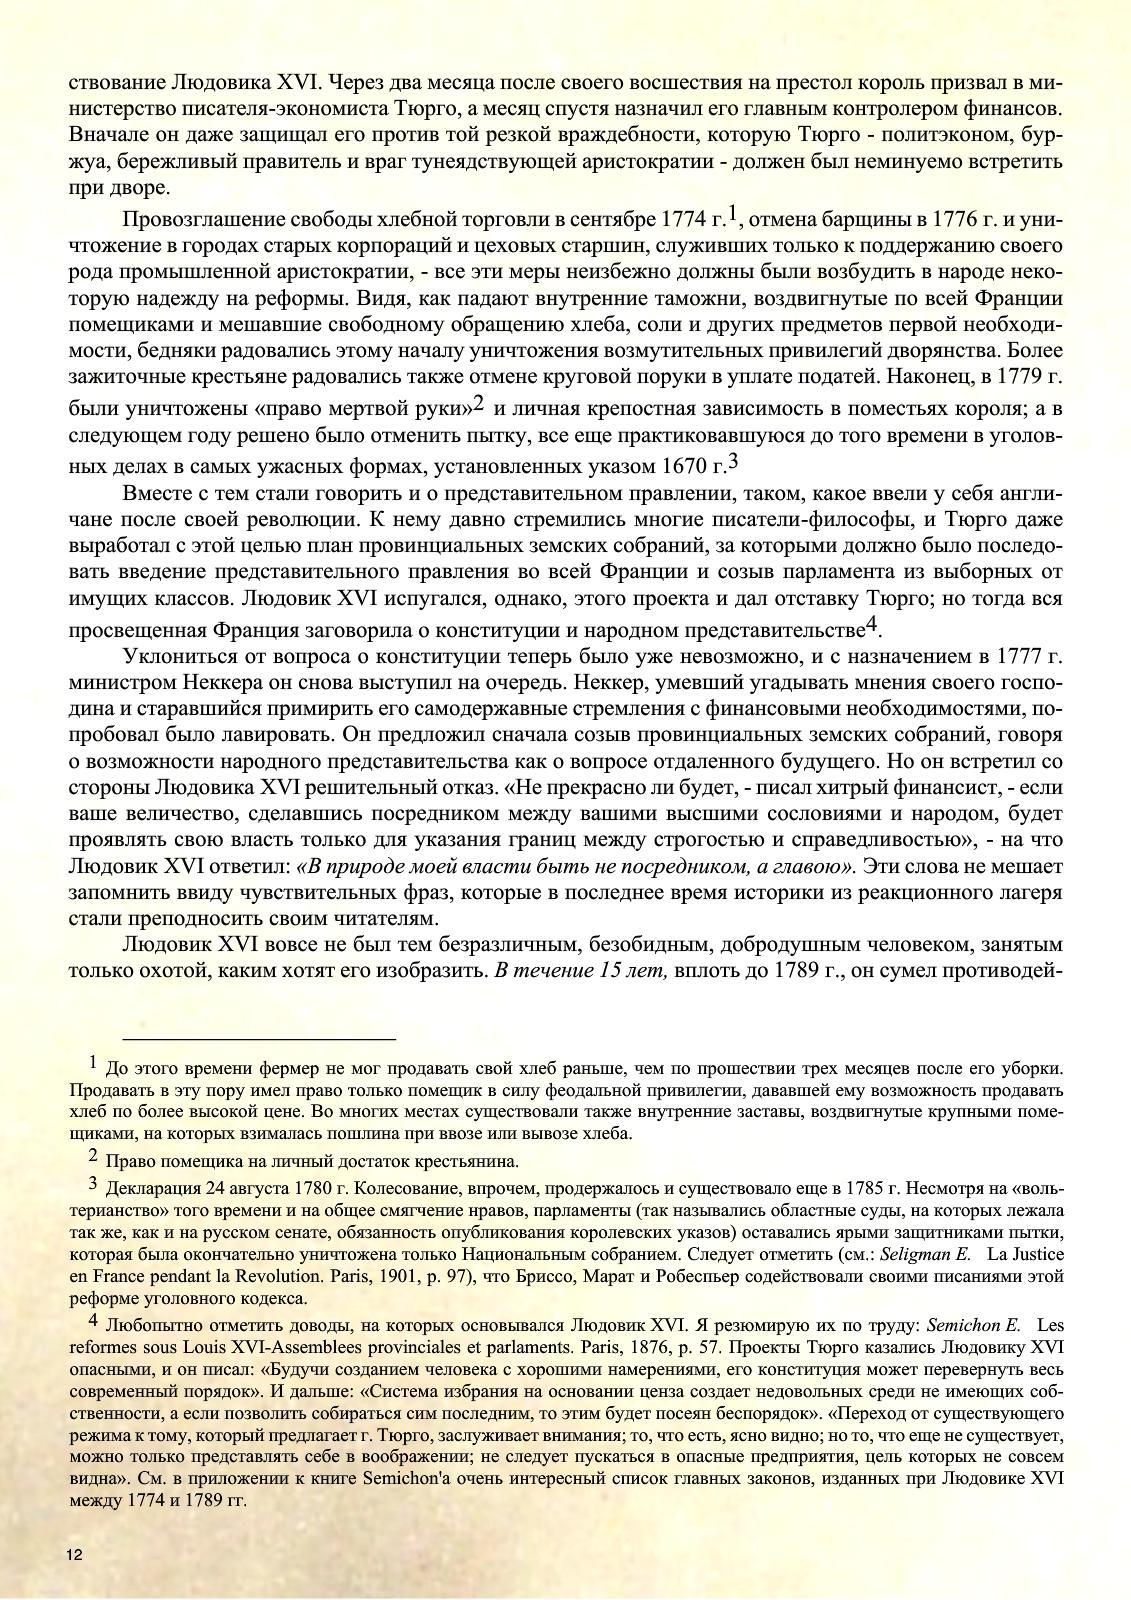 ствование Людовика XVI. Через два месяца после своего восшествия на престол король призвал в ми-
нистерство писателя-экономиста Тюрго, а месяц спустя назначил его главным контролером финансов.
Вначале он даже защищал его против той резкой враждебности, которую Тюрго - политэконом, бур-
жуа, бережливый правитель и враг тунеядствующей аристократии - должен был неминуемо встретить
при дворе.
Провозглашение свободы хлебной торговли в сентябре 1774 г.1, отмена барщины в 1776 г. и уни-
чтожение в городах старых корпораций и цеховых старшин, служивших только к поддержанию своего
рода промышленной аристократии, - все эти меры неизбежно должны были возбудить в народе неко-
торую надежду на реформы. Видя, как падают внутренние таможни, воздвигнутые по всей Франции
помещиками и мешавшие свободному обращению хлеба, соли и других предметов первой необходи-
мости, бедняки радовались этому началу уничтожения возмутительных привилегий дворянства. Более
зажиточные крестьяне радовались также отмене круговой поруки в уплате податей. Наконец, в 1779 г.
были уничтожены «право мертвой руки»2 и личная крепостная зависимость в поместьях короля; а в
следующем году решено было отменить пытку, все еще практиковавшуюся до того времени в уголов-
ных делах в самых ужасных формах, установленных указом 1670 г.3
Вместе с тем стали говорить и о представительном правлении, таком, какое ввели у себя англи-
чане после своей революции. К нему давно стремились многие писатели-философы, и Тюрго даже
выработал с этой целью план провинциальных земских собраний, за которыми должно было последо-
вать введение представительного правления во всей Франции и созыв парламента из выборных от
имущих классов. Людовик XVI испугался, однако, этого проекта и дал отставку Тюрго; но тогда вся
просвещенная Франция заговорила о конституции и народном представительстве4.
Уклониться от вопроса о конституции теперь было уже невозможно, и с назначением в 1777 г.
министром Неккера он снова выступил на очередь. Неккер, умевший угадывать мнения своего госпо-
дина и старавшийся примирить его самодержавные стремления с финансовыми необходимостями, по-
пробовал было лавировать. Он предложил сначала созыв провинциальных земских собраний, говоря
о возможности народного представительства как о вопросе отдаленного будущего. Но он встретил со
стороны Людовика XVI решительный отказ. «Не прекрасно ли будет, - писал хитрый финансист, - если
ваше величество, сделавшись посредником между вашими высшими сословиями и народом, будет
проявлять свою власть только для указания границ между строгостью и справедливостью», - на что
Людовик XVI ответил: «В природе моей власти быть не посредником, а главою». Эти слова не мешает
запомнить ввиду чувствительных фраз, которые в последнее время историки из реакционного лагеря
стали преподносить своим читателям.
Людовик XVI вовсе не был тем безразличным, безобидным, добродушным человеком, занятым
только охотой, каким хотят его изобразить. В течение 15 лет, вплоть до 1789 г., он сумел противодей-
1 До этого времени фермер не мог продавать свой хлеб раньше, чем по прошествии трех месяцев после его уборки.
Продавать в эту пору имел право только помещик в силу феодальной привилегии, дававшей ему возможность продавать
хлеб по более высокой цене. Во многих местах существовали также внутренние заставы, воздвигнутые крупными поме-
щиками, на которых взималась пошлина при ввозе или вывозе хлеба.
2 Право помещика на личный достаток крестьянина.
3 Декларация 24 августа 1780 г. Колесование, впрочем, продержалось и существовало еще в 1785 г. Несмотря на «воль-
терианство» того времени и на общее смягчение нравов, парламенты (так назывались областные суды, на которых лежала
так же, как и на русском сенате, обязанность опубликования королевских указов) оставались ярыми защитниками пытки,
которая была окончательно уничтожена только Национальным собранием. Следует отметить (см.: Seligman E. La Justice
en France pendant la Revolution. Paris, 1901, p. 97), что Бриссо, Марат и Робеспьер содействовали своими писаниями этой
реформе уголовного кодекса.
4 Любопытно отметить доводы, на которых основывался Людовик XVI. Я резюмирую их по труду: Semichon E. Les
reformes sous Louis XVI-Assemblees provinciales et parlaments. Paris, 1876, p. 57. Проекты Тюрго казались Людовику XVI
опасными, и он писал: «Будучи созданием человека с хорошими намерениями, его конституция может перевернуть весь
современный порядок». И дальше: «Система избрания на основании ценза создает недовольных среди не имеющих соб-
ственности, а если позволить собираться сим последним, то этим будет посеян беспорядок». «Переход от существующего
режима к тому, который предлагает г. Тюрго, заслуживает внимания; то, что есть, ясно видно; но то, что еще не существует,
можно только представлять себе в воображении; не следует пускаться в опасные предприятия, цель которых не совсем
видна». См. в приложении к книге Semichon'a очень интересный список главных законов, изданных при Людовике XVI
между 1774 и 1789 гг.
12